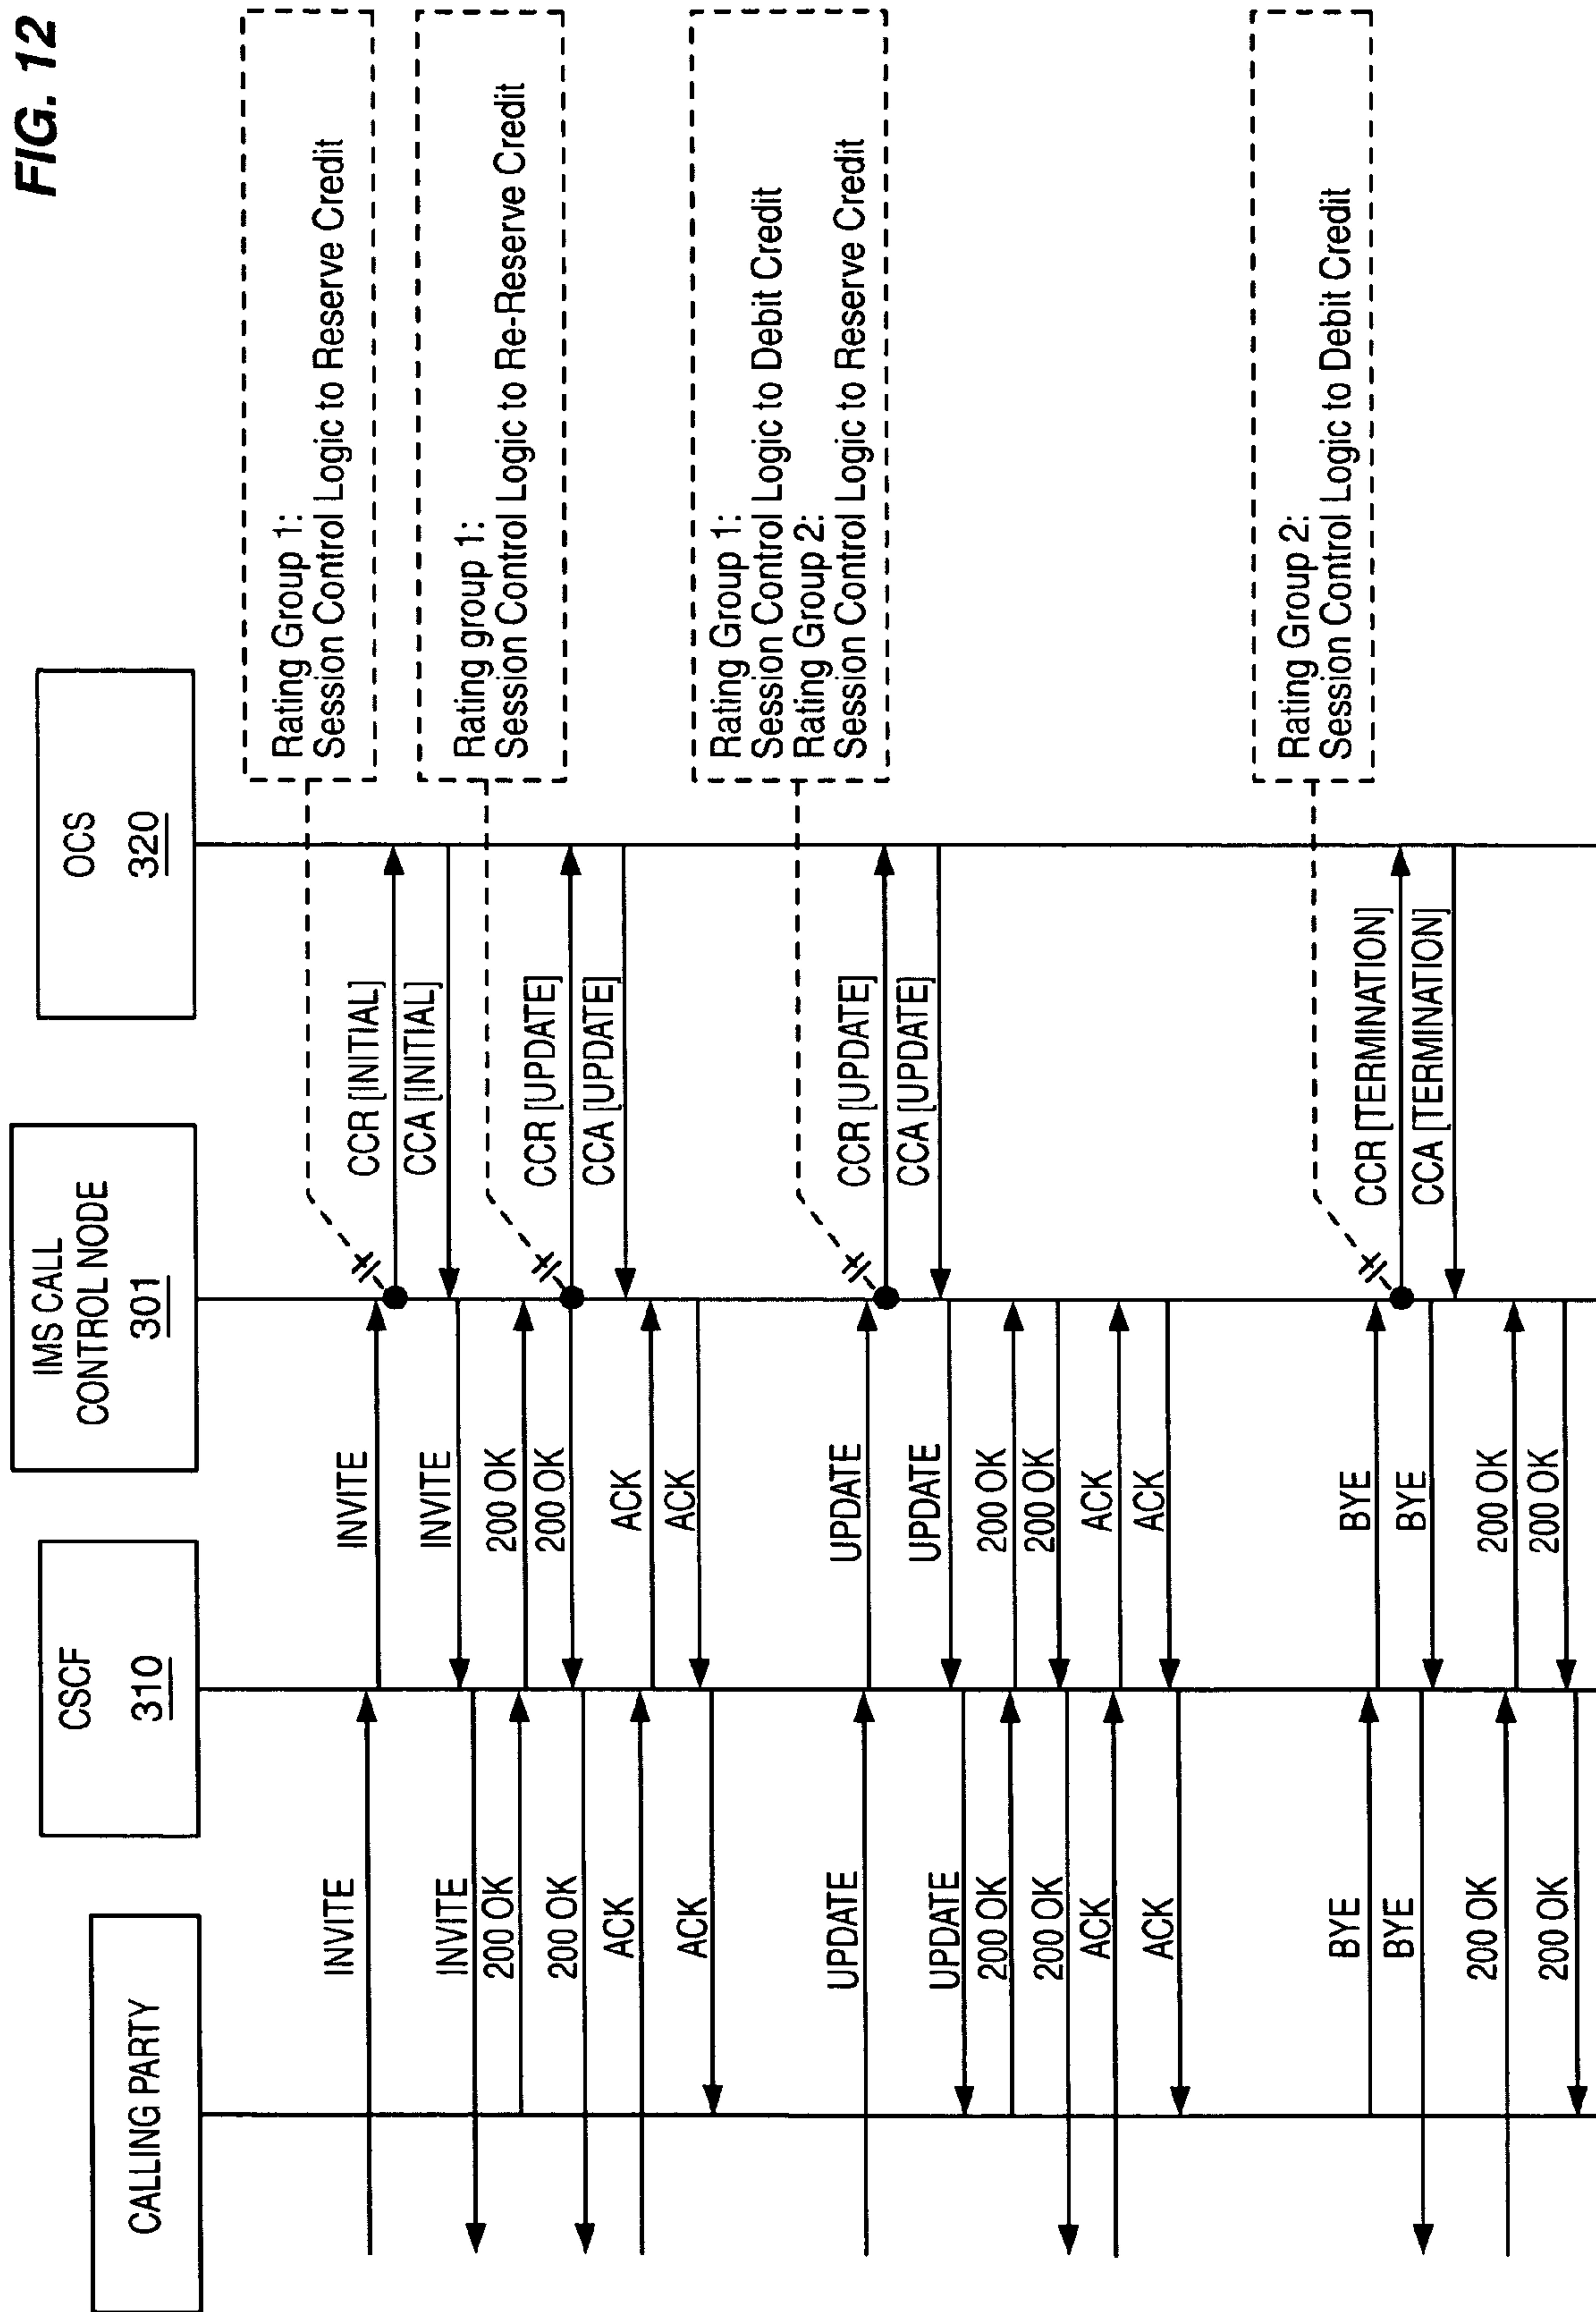 FIG. 12
CALLING PARTY
CSCF
310
IMS CALL
CONTROL NODE
301
OCS
320
INVITE
INVITE
CCR [INITIAL]
CCA [INITIAL]
Rating Group 1:
Session Control Logic to Reserve Credit
INVITE
INVITE
200 OK
200 OK
200 OK
200 OK
CCR [UPDATE]
CCA [UPDATE]
Rating group 1:
Session Control Logic to Re-Reserve Credit
ACK
ACK
ACK
ACK
UPDATE
UPDATE
CCR [UPDATE]
CCA [UPDATE]
Rating Group 1:
Session Control Logic to Debit Credit
Rating Group 2:
Session Control Logic to Reserve Credit
UPDATE
UPDATE
200 OK
200 OK
200 OK
200 OK
ACK
ACK
ACK
ACK
BYE
BYE
BYE
BYE
CCR [TERMINATION]
CCA [TERMINATION]
Rating Group 2:
Session Control Logic to Debit Credit
200 OK
200 OK
200 OK
200 OK